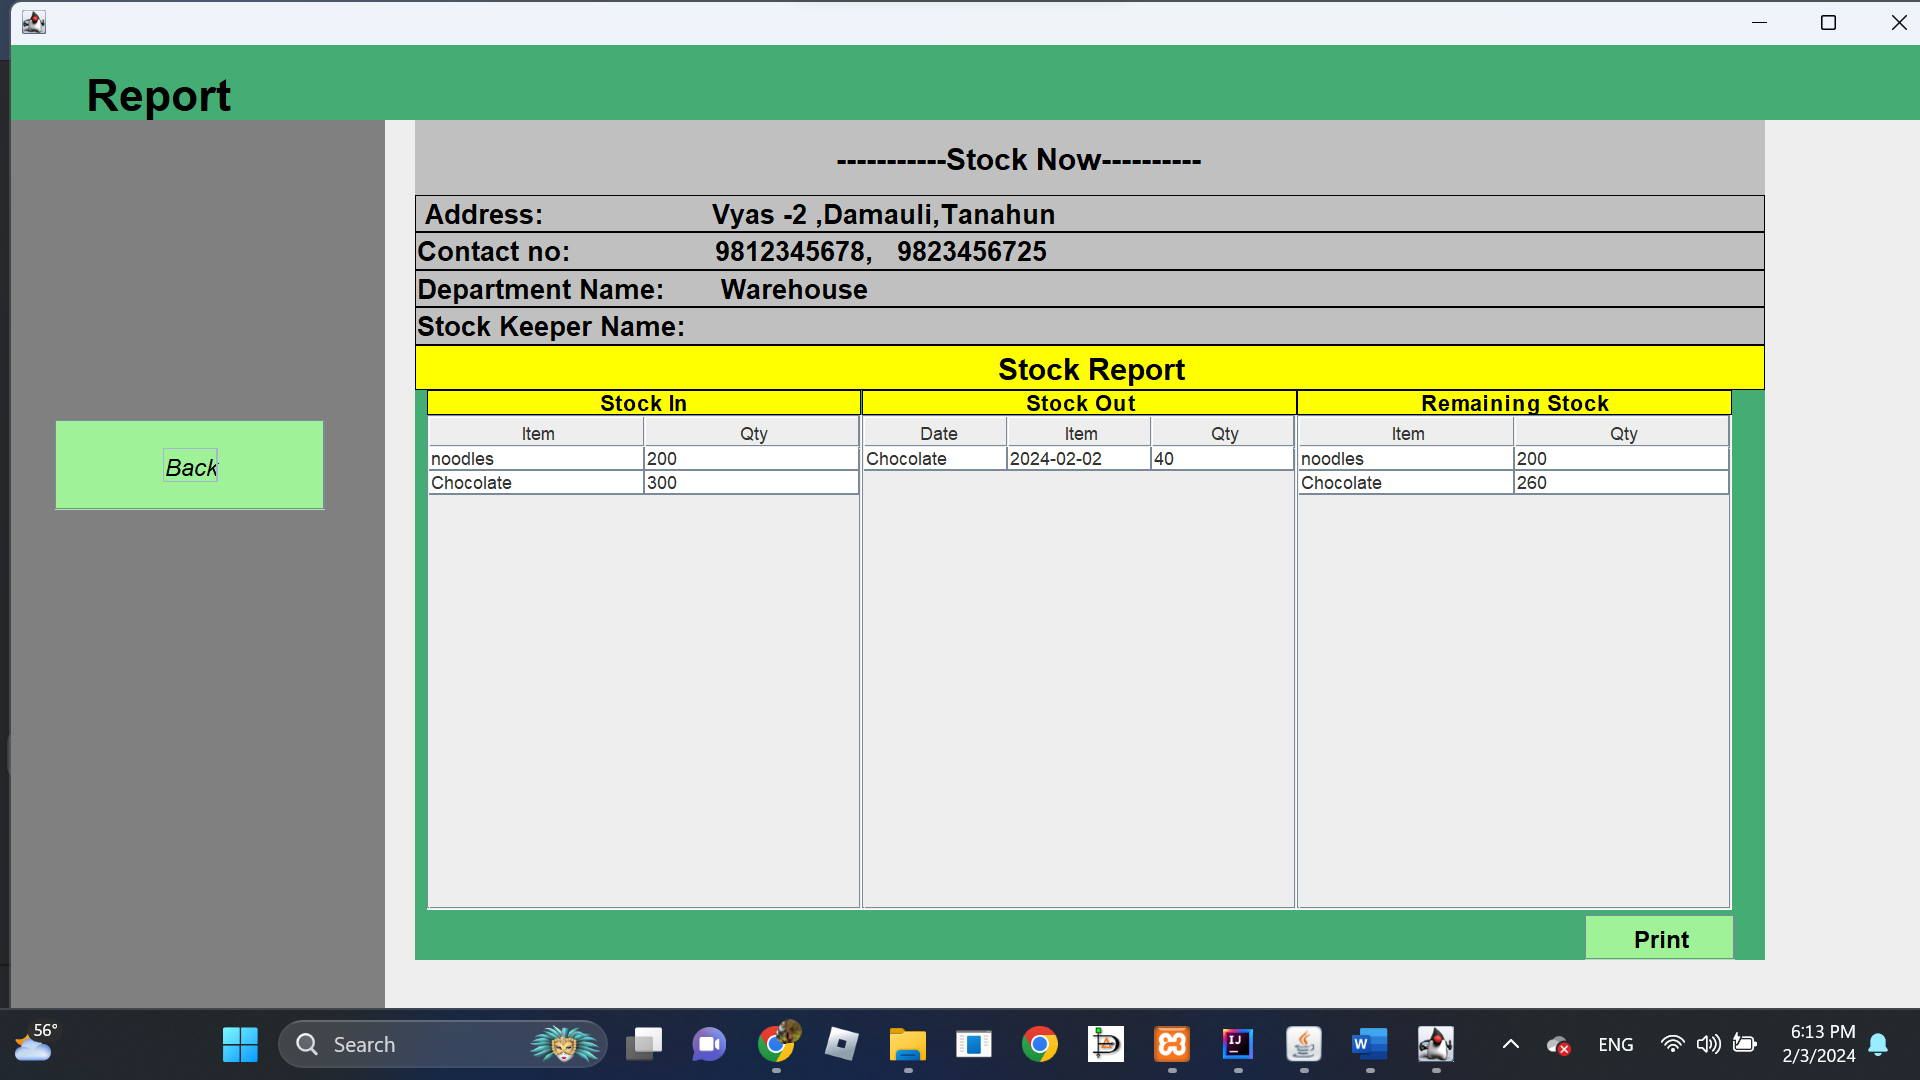 Report
-----------Stock Now----------
Address: Vyas -2 ,Damauli,Tanahun
Contact no: 9812345678, 9823456725
Department Name: Warehouse
Stock Keeper Name:
Stock Report
Stock In Stock Out Remaining Stock
Item Qty Date Item Qty Item Qty
noodles 200 Chocolate 2024-02-02 40 noodles 200
Chocolate 300 Chocolate 260
Back
Print
56°
Search
ENG
6:13 PM
2/3/2024